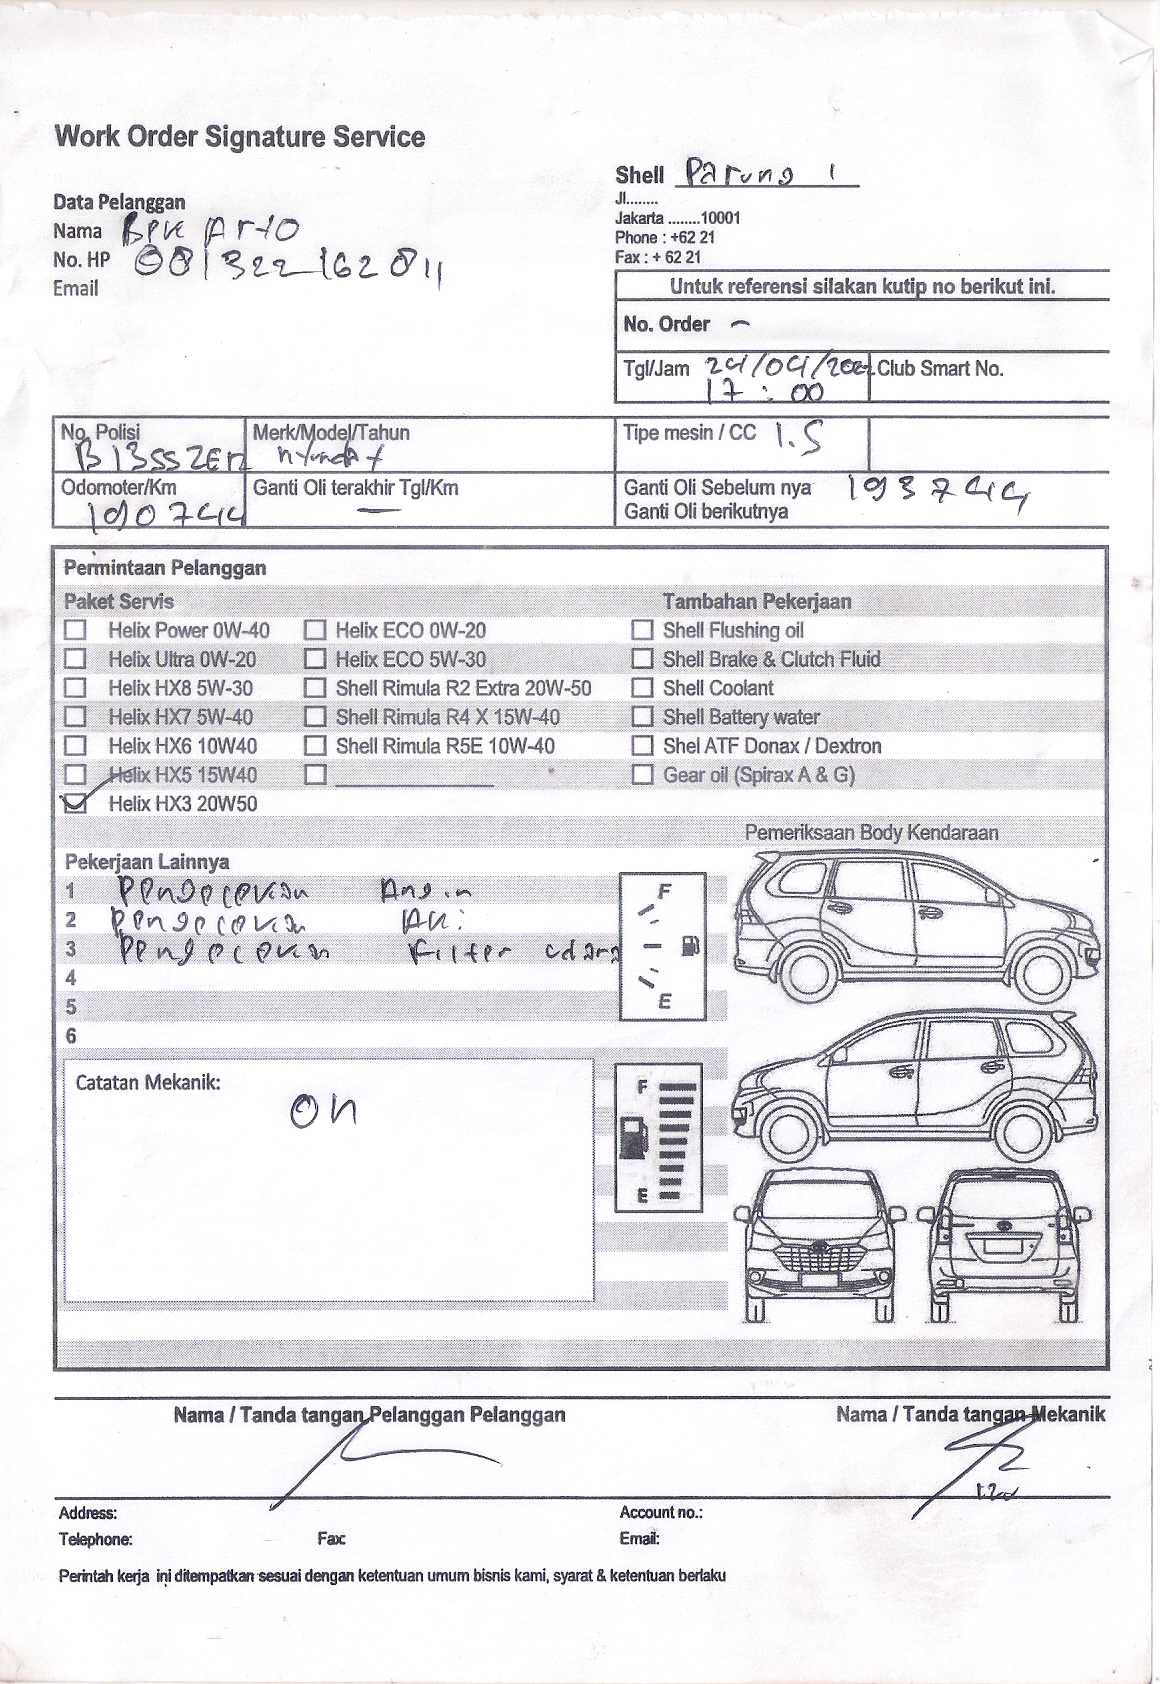 Work Order Signature Service
Shell Parung 1
Data Pelanggan
Jl........
Nama Bpk Aryo
Jakarta ........10001
Phone : +62 21
No. HP 081322162811
Fax : + 62 21
Email
Untuk referensi silakan kutip no berikut ini.
No. Order -
Tgl/Jam 24/04/ Club Smart No.
17 : 00
No. Polisi Merk/Model/Tahun Tipe mesin / CC 1.5
Odomoter/Km Ganti Oli terakhir Tgl/Km Ganti Oli Sebelum nya 193744
190744 — Ganti Oli berikutnya
Permintaan Pelanggan
Paket Servis Tambahan Pekerjaan
Helix Power 0W-40 Helix ECO 0W-20 Shell Flushing oil
Helix Ultra 0W-20 Helix ECO 5W-30 Shell Brake & Clutch Fluid
Helix HX8 5W-30 Shell Rimula R2 Extra 20W-50 Shell Coolant
Helix HX7 5W-40 Shell Rimula R4 X 15W-40 Shell Battery water
Helix HX6 10W40 Shell Rimula R5E 10W-40 Shel ATF Donax / Dextron
Helix HX5 15W40 Gear oil (Spirax A & G)
Helix HX3 20W50
Pemeriksaan Body Kendaraan
Pekerjaan Lainnya
1 Pengecekan Angin
2 Pengecekan Aki
3 Pengecekan Filter udara
4
5
6
F
E
Catatan Mekanik:
OK
F
E
Nama / Tanda tangan Pelanggan Pelanggan Nama / Tanda tangan Mekanik
Address: Account no.:
Telephone: Fax: Email:
Perintah kerja ini ditempatkan sesuai dengan ketentuan umum bisnis kami, syarat & ketentuan berlaku